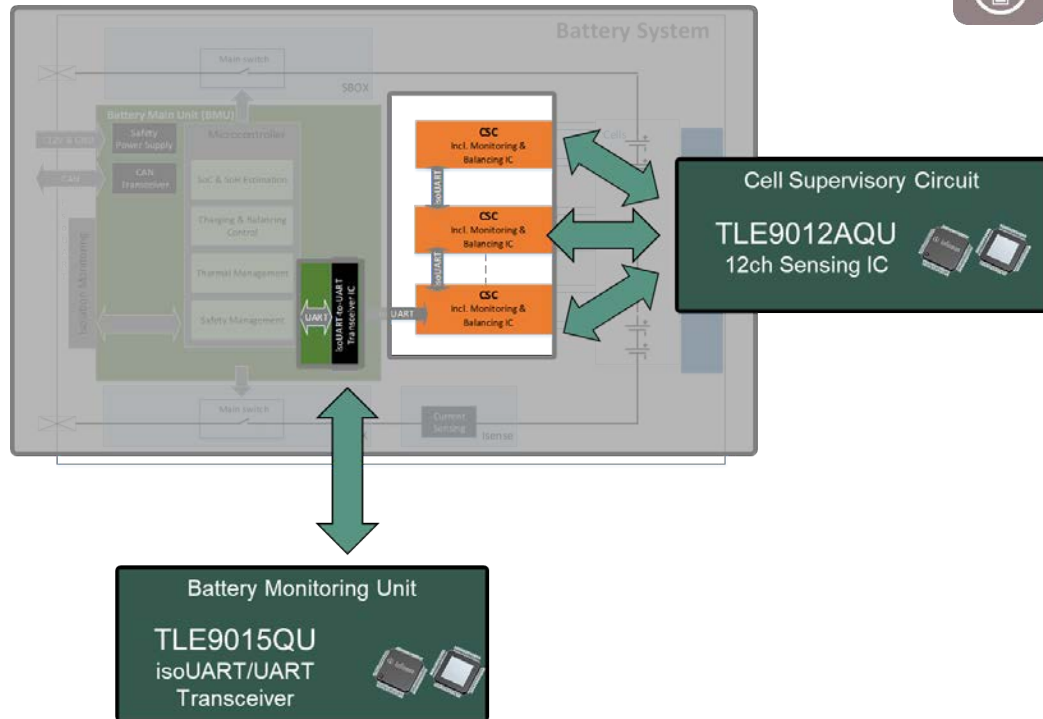 Battery System
Main switch
SBOX
Battery Main Unit (BMU)
Safety
Power Supply
Microcontroller
CAN
Transceiver
CAN
SoC & SoH Estimation
Charging & Balancing
Control
Thermal Management
Safety Management
Isolation Monitoring
UART
isoUART-to-UART
Transceiver IC
UART
CSC
Incl. Monitoring &
Balancing IC
isoUART
CSC
Incl. Monitoring &
Balancing IC
isoUART
CSC
Incl. Monitoring &
Balancing IC
Cells
Main switch
Current
Sensing
Isense
Cell Supervisory Circuit
TLE9012AQU
12ch Sensing IC
Infineon
Battery Monitoring Unit
TLE9015QU
isoUART/UART
Transceiver
Infineon